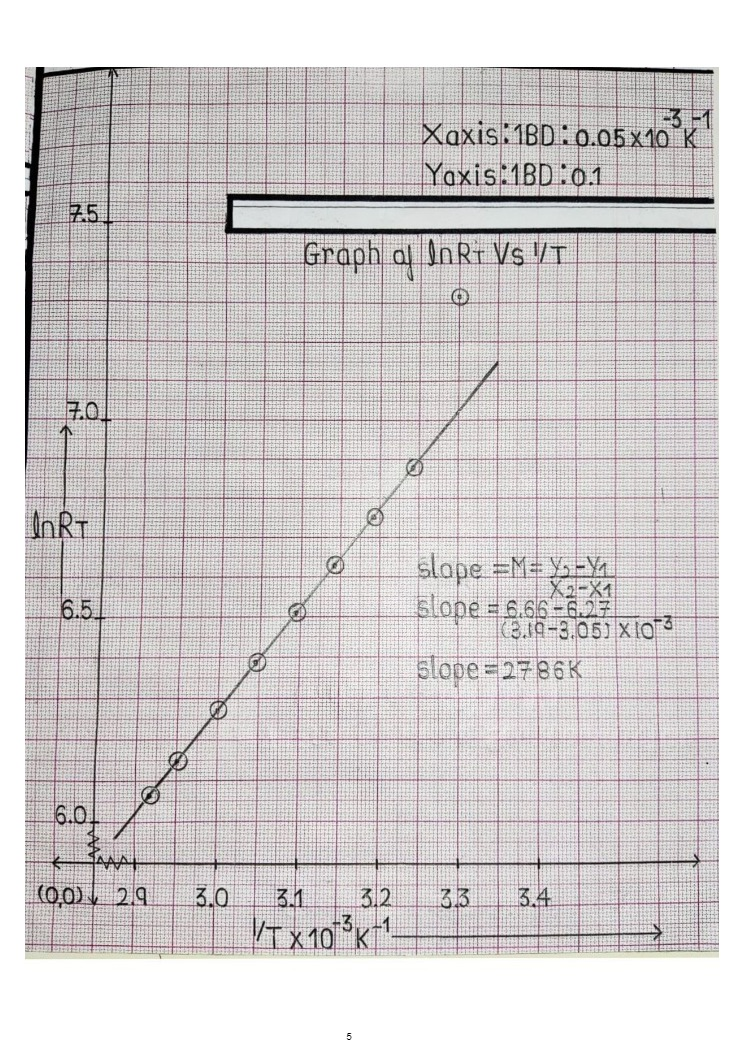 Xaxis:1BD:0.05x10⁻³K⁻¹
Yaxis:1BD:0.1
7.5
Graph of lnRT Vs 1/T
7.0
lnRT
slope =M= y2-y1/x2-x1
6.5
slope = 6.66-6.27/(3.19-3.05)x10⁻³
slope=2786K
6.0
(0,0) 2.9 3.0 3.1 3.2 3.3 3.4
1/T x10⁻³K⁻¹
5